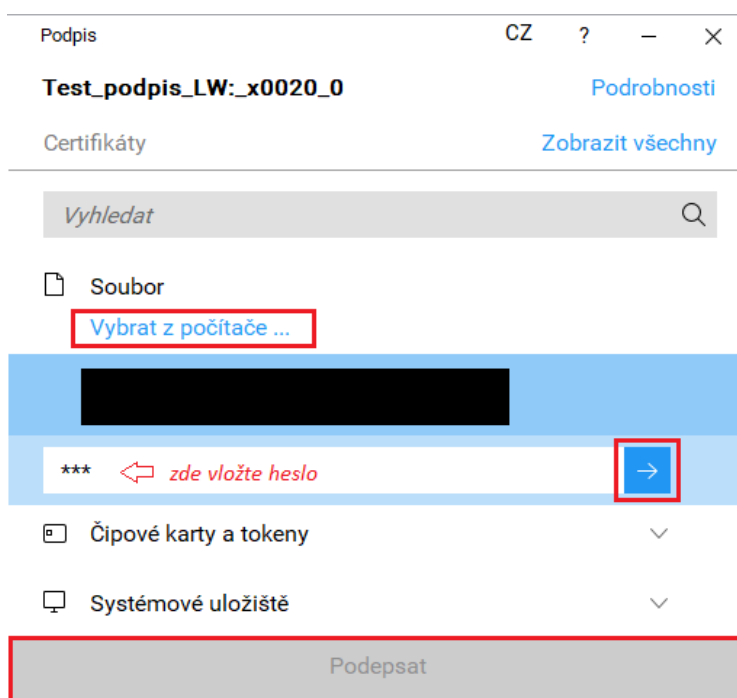 Podpis CZ ?
Test_podpis_LW:_x0020_0 Podrobnosti
Certifikáty Zobrazit všechny
Vyhledat
Soubor
Vybrat z počítače ...
*** zde vložte heslo
Čipové karty a tokeny
Systémové uložiště
Podepsat